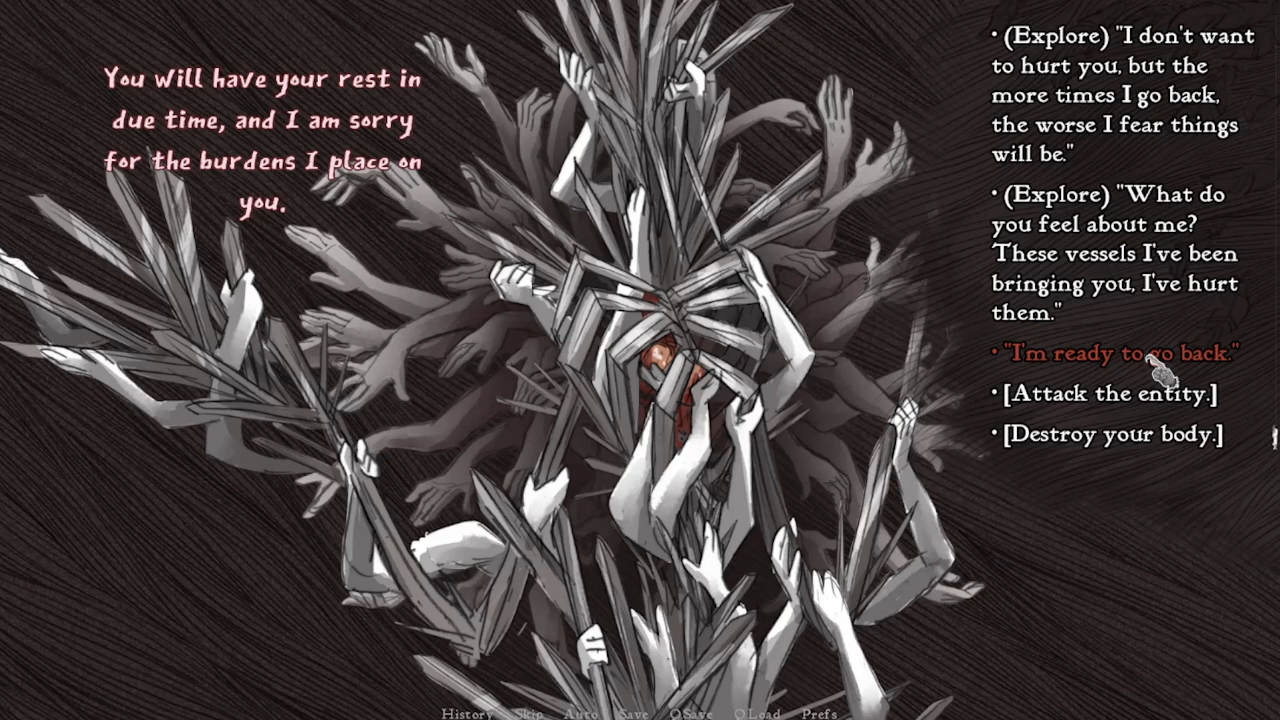 You will have your rest in
due time, and I am sorry
for the burdens I place on
you.
• (Explore) "I don't want
to hurt you, but the
more times I go back,
the worse I fear things
will be."
• (Explore) "What do
you feel about me?
These vessels I've been
bringing you, I've hurt
them."
• "I'm ready to go back."
• [Attack the entity.]
• [Destroy your body.]
History Skip Auto Save Q.Save Q.Load Prefs